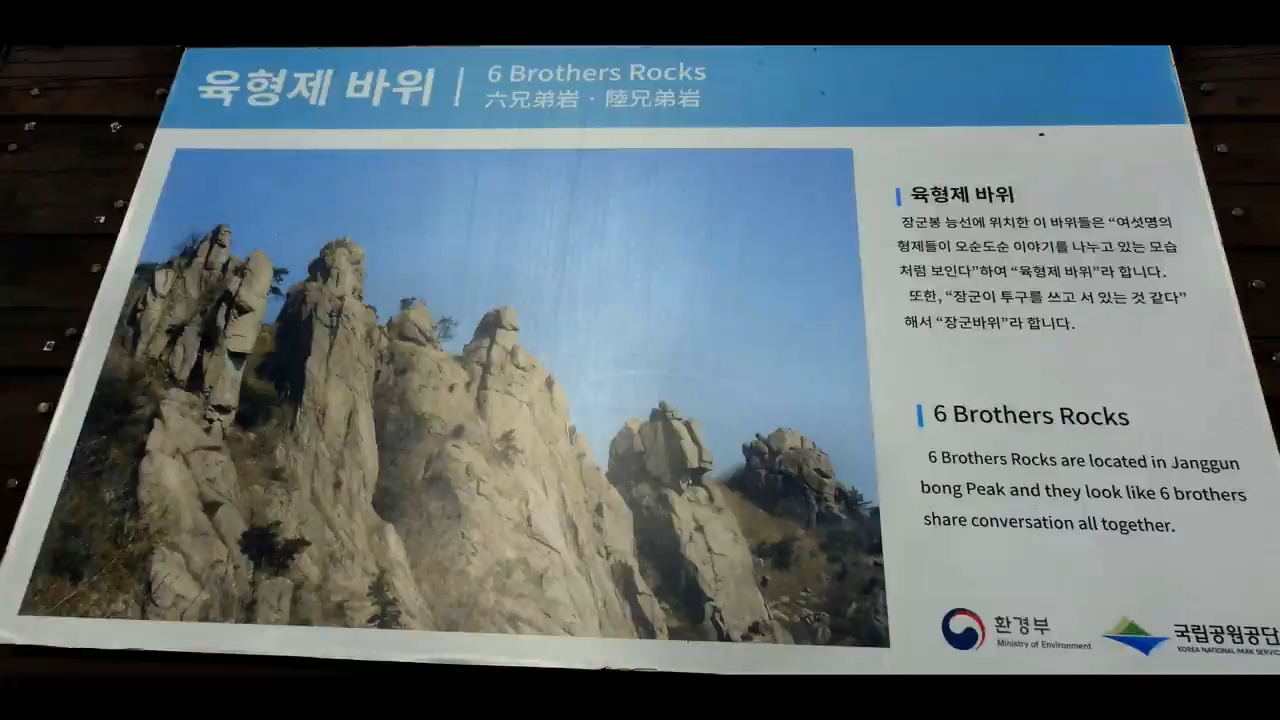 육형제 바위
6 Brothers Rocks
六兄弟岩 · 陸兄弟岩
육형제 바위
장군봉 능선에 위치한 이 바위들은 “여섯명의
형제들이 오순도순 이야기를 나누고 있는 모습
처럼 보인다”하여 “육형제 바위”라 합니다.
또한, “장군이 투구를 쓰고 서 있는 것 같다”
해서 “장군바위”라 합니다.
6 Brothers Rocks
6 Brothers Rocks are located in Janggun
bong Peak and they look like 6 brothers
share conversation all together.
환경부
Ministry of Environment
국립공원공단
KOREA NATIONAL PARK SERVIC